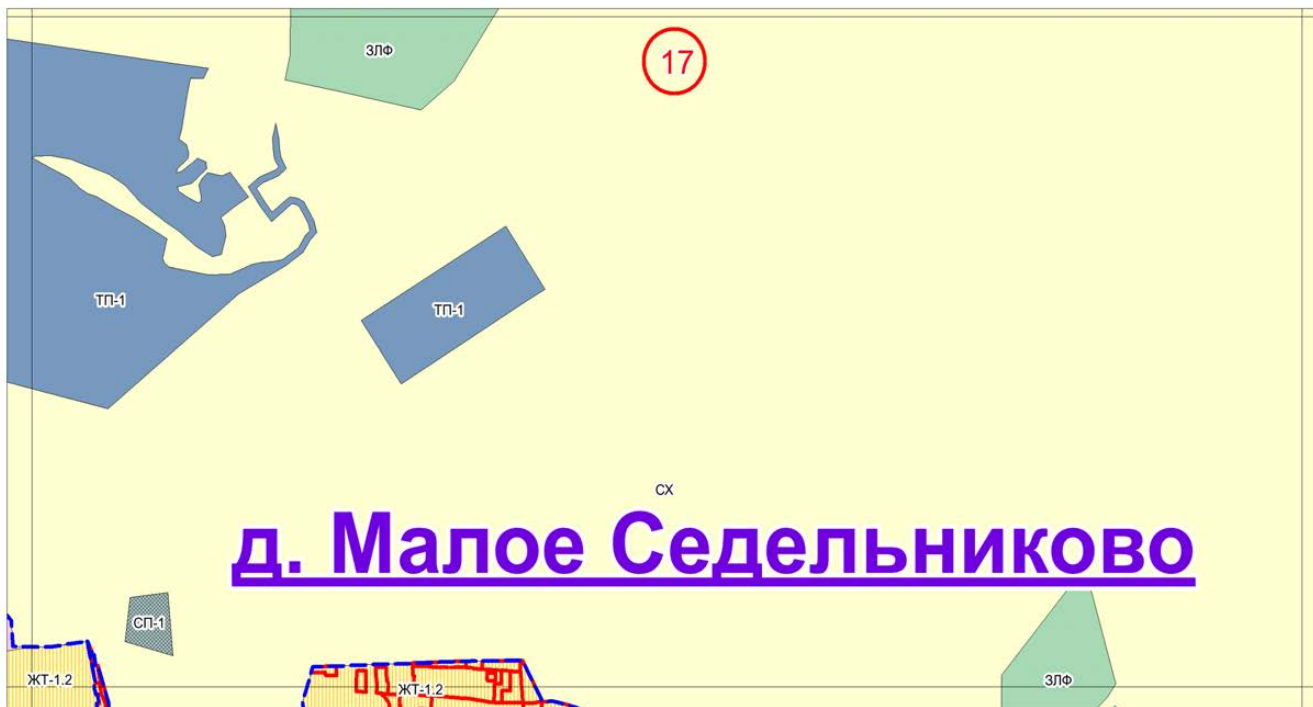 ЗЛФ
17
ТП-1
ТП-1
СХ
д. Малое Седельниково
СП-1
ЖТ-1.2
ЖТ-1.2
ЗЛФ